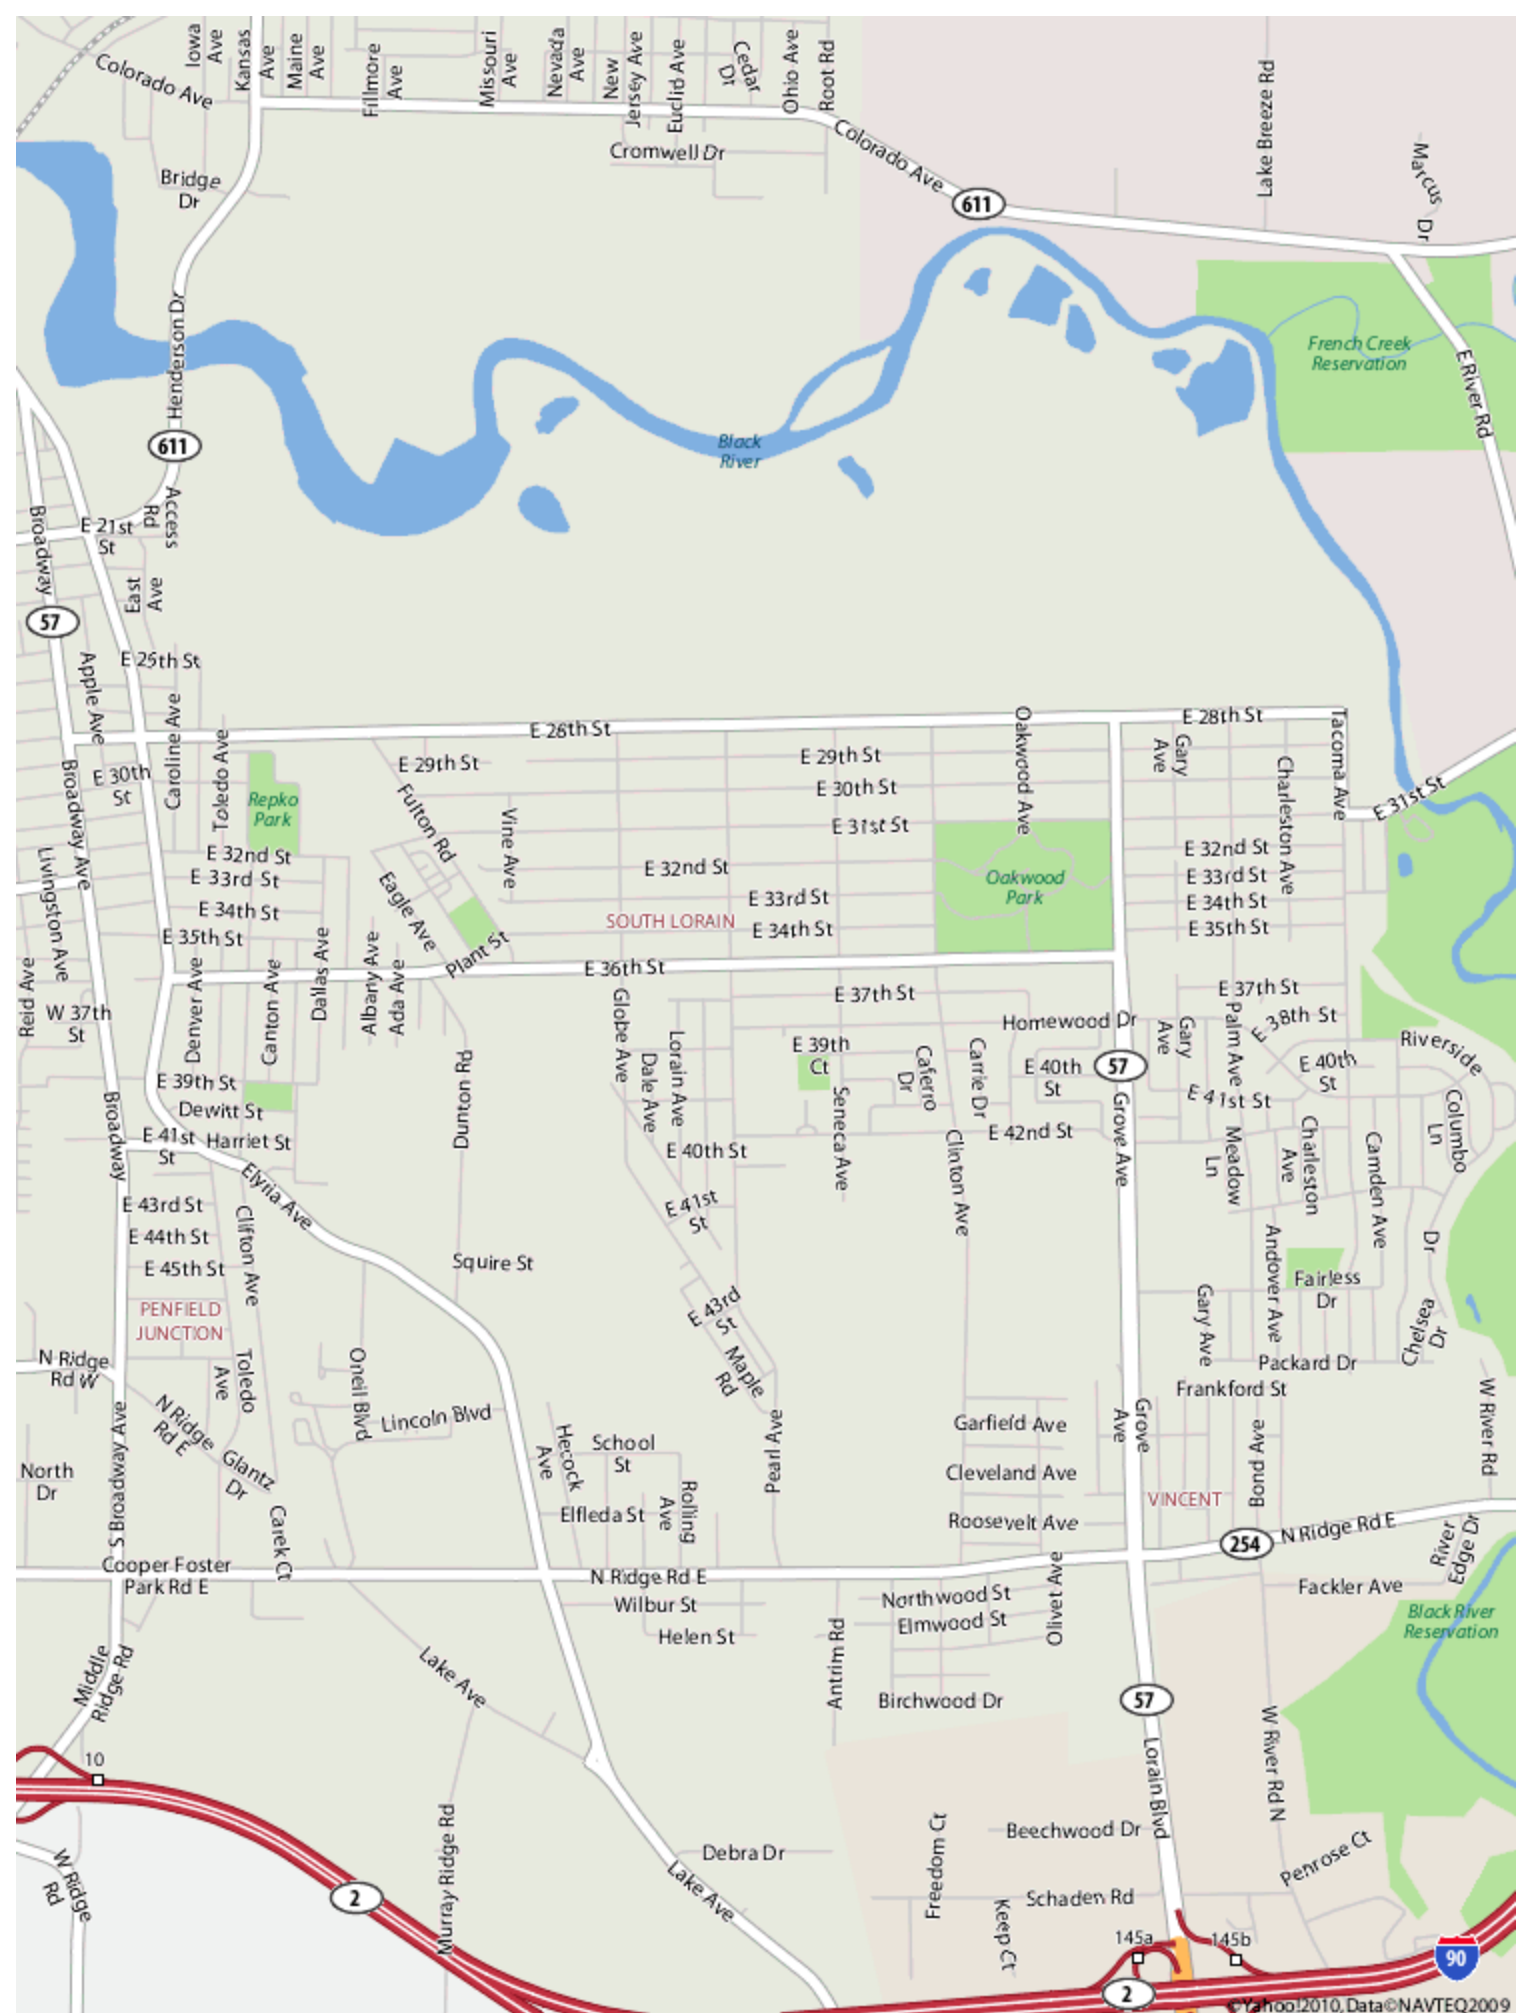 Iowa
Ave
Kansas
Ave
Maine
Ave
Fillmore
Ave
Missouri
Ave
Nevada
Ave
New
Jersey Ave
Euclid Ave
Cedar
Dr
Ohio Ave
Root Rd
Lake Breeze Rd
Colorado Ave
Cromwell Dr
Colorado Ave
Marcus
Dr
Bridge
Dr
611
Henderson Dr
French Creek
Reservation
E River Rd
611
Black
River
Access
Rd
Broadway
E 21st
St
East
Ave
57
Apple Ave
E 25th St
Caroline Ave
Toledo Ave
E 28th St
Oakwood Ave
E 28th St
Tacoma Ave
Broadway Ave
E 30th
St
E 29th St
E 29th St
Gary
Ave
Repko
Park
Fulton Rd
Vine Ave
E 30th St
Charleston Ave
E 31st St
E 31st St
Livingston Ave
E 32nd St
E 32nd St
E 32nd St
E 33rd St
Eagle Ave
E 33rd St
Oakwood
Park
E 33rd St
E 34th St
SOUTH LORAIN
E 34th St
E 34th St
E 35th St
E 35th St
Reid Ave
Denver Ave
Canton Ave
Dallas Ave
Albany Ave
Ada Ave
Plant St
E 36th St
W 37th
St
Globe Ave
Dale Ave
Lorain Ave
E 37th St
Homewood Dr
E 37th St
E 38th St
Palm Ave
Gary
Ave
Riverside
Dunton Rd
E 39th
Ct
Caferro
Dr
Carrie Dr
E 40th
St
57
E 40th
St
E 39th St
Dewitt St
Seneca Ave
Grove Ave
E 41st St
Columbo
Ln
Broadway
E 41st
St
Harriet St
E 40th St
E 42nd St
Clinton Ave
Meadow
Ln
Charleston
Ave
Camden Ave
Elyria Ave
E 43rd St
E 41st
St
E 44th St
Clifton Ave
Squire St
Andover Ave
Dr
E 45th St
Fairless
Dr
PENFIELD
JUNCTION
E 43rd
St
Gary Ave
Chelsea
Dr
N Ridge
Rd W
Toledo
Ave
Oneil Blvd
Maple
Rd
Packard Dr
Frankford St
W River Rd
S Broadway Ave
N Ridge
Rd E
Lincoln Blvd
Hecock
Ave
School
St
Pearl Ave
Garfield Ave
Grove
Ave
Bond Ave
North
Dr
Glantz
Dr
Cleveland Ave
VINCENT
Carek Ct
Elfleda St
Rolling
Ave
Roosevelt Ave
254
N Ridge Rd E
River
Edge Dr
Cooper Foster
Park Rd E
N Ridge Rd E
Olivet Ave
Northwood St
Fackler Ave
Wilbur St
Elmwood St
Black River
Reservation
Helen St
Antrim Rd
Middle
Ridge Rd
Lake Ave
Birchwood Dr
57
W River Rd N
10
Lorain Blvd
Murray Ridge Rd
Debra Dr
Freedom Ct
Beechwood Dr
Penrose Ct
W Ridge
Rd
2
Lake Ave
Schaden Rd
Keep Ct
145a
145b
90
2
©Yahoo!2010,Data©NAVTEQ2009